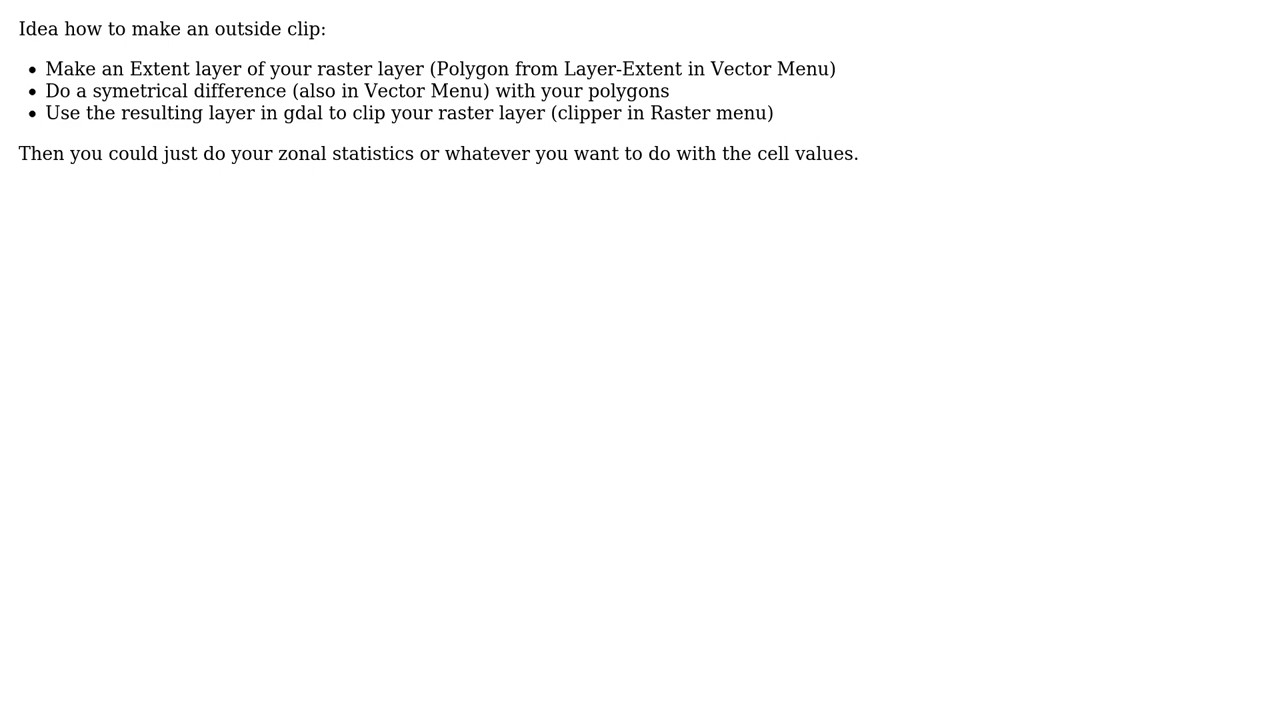 Idea how to make an outside clip:
• Make an Extent layer of your raster layer (Polygon from Layer-Extent in Vector Menu)
• Do a symetrical difference (also in Vector Menu) with your polygons
• Use the resulting layer in gdal to clip your raster layer (clipper in Raster menu)
Then you could just do your zonal statistics or whatever you want to do with the cell values.